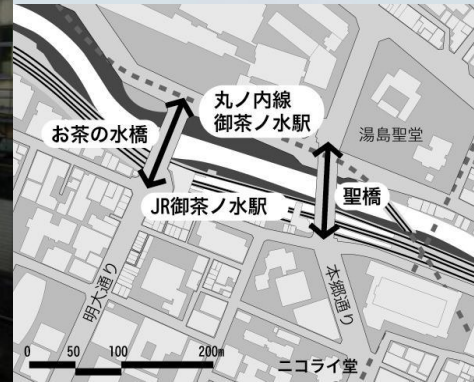 丸ノ内線
御茶ノ水駅
湯島聖堂
お茶の水橋
聖橋
JR御茶ノ水駅
明大通り
本郷通り
0 50 100 200m
ニコライ堂